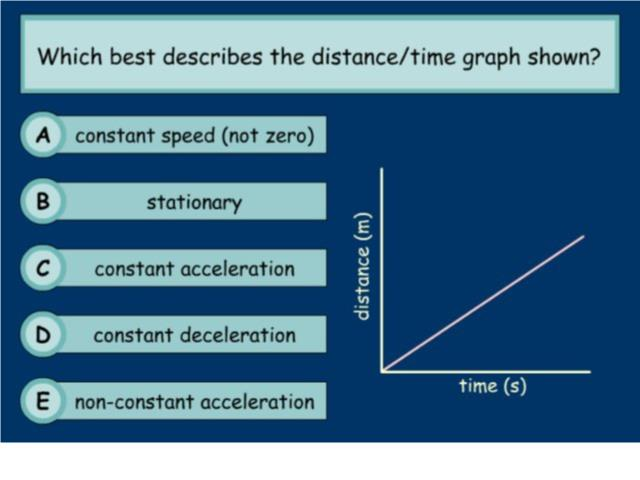 Which best describes the distance/time graph shown?
A constant speed (not zero)
B stationary
C constant acceleration
D constant deceleration
E non-constant acceleration
distance (m)
time (s)